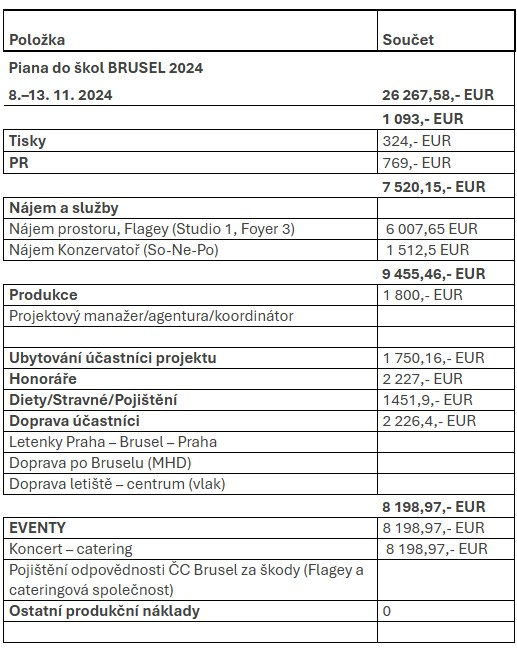 Položka Součet
Piana do škol BRUSEL 2024
8.–13. 11. 2024 26 267,58,- EUR
1 093,- EUR
Tisky 324,- EUR
PR 769,- EUR
7 520,15,- EUR
Nájem a služby
Nájem prostoru, Flagey (Studio 1, Foyer 3) 6 007,65 EUR
Nájem Konzervatoř (So-Ne-Po) 1 512,5 EUR
9 455,46,- EUR
Produkce 1 800,- EUR
Projektový manažer/agentura/koordinátor
Ubytování účastníci projektu 1 750,16,- EUR
Honoráře 2 227,- EUR
Diety/Stravné/Pojištění 1451,9,- EUR
Doprava účastníci 2 226,4,- EUR
Letenky Praha – Brusel – Praha
Doprava po Bruselu (MHD)
Doprava letiště – centrum (vlak)
8 198,97,- EUR
EVENTY 8 198,97,- EUR
Koncert – catering 8 198,97,- EUR
Pojištění odpovědnosti ČC Brusel za škody (Flagey a
cateringová společnost)
Ostatní produkční náklady 0